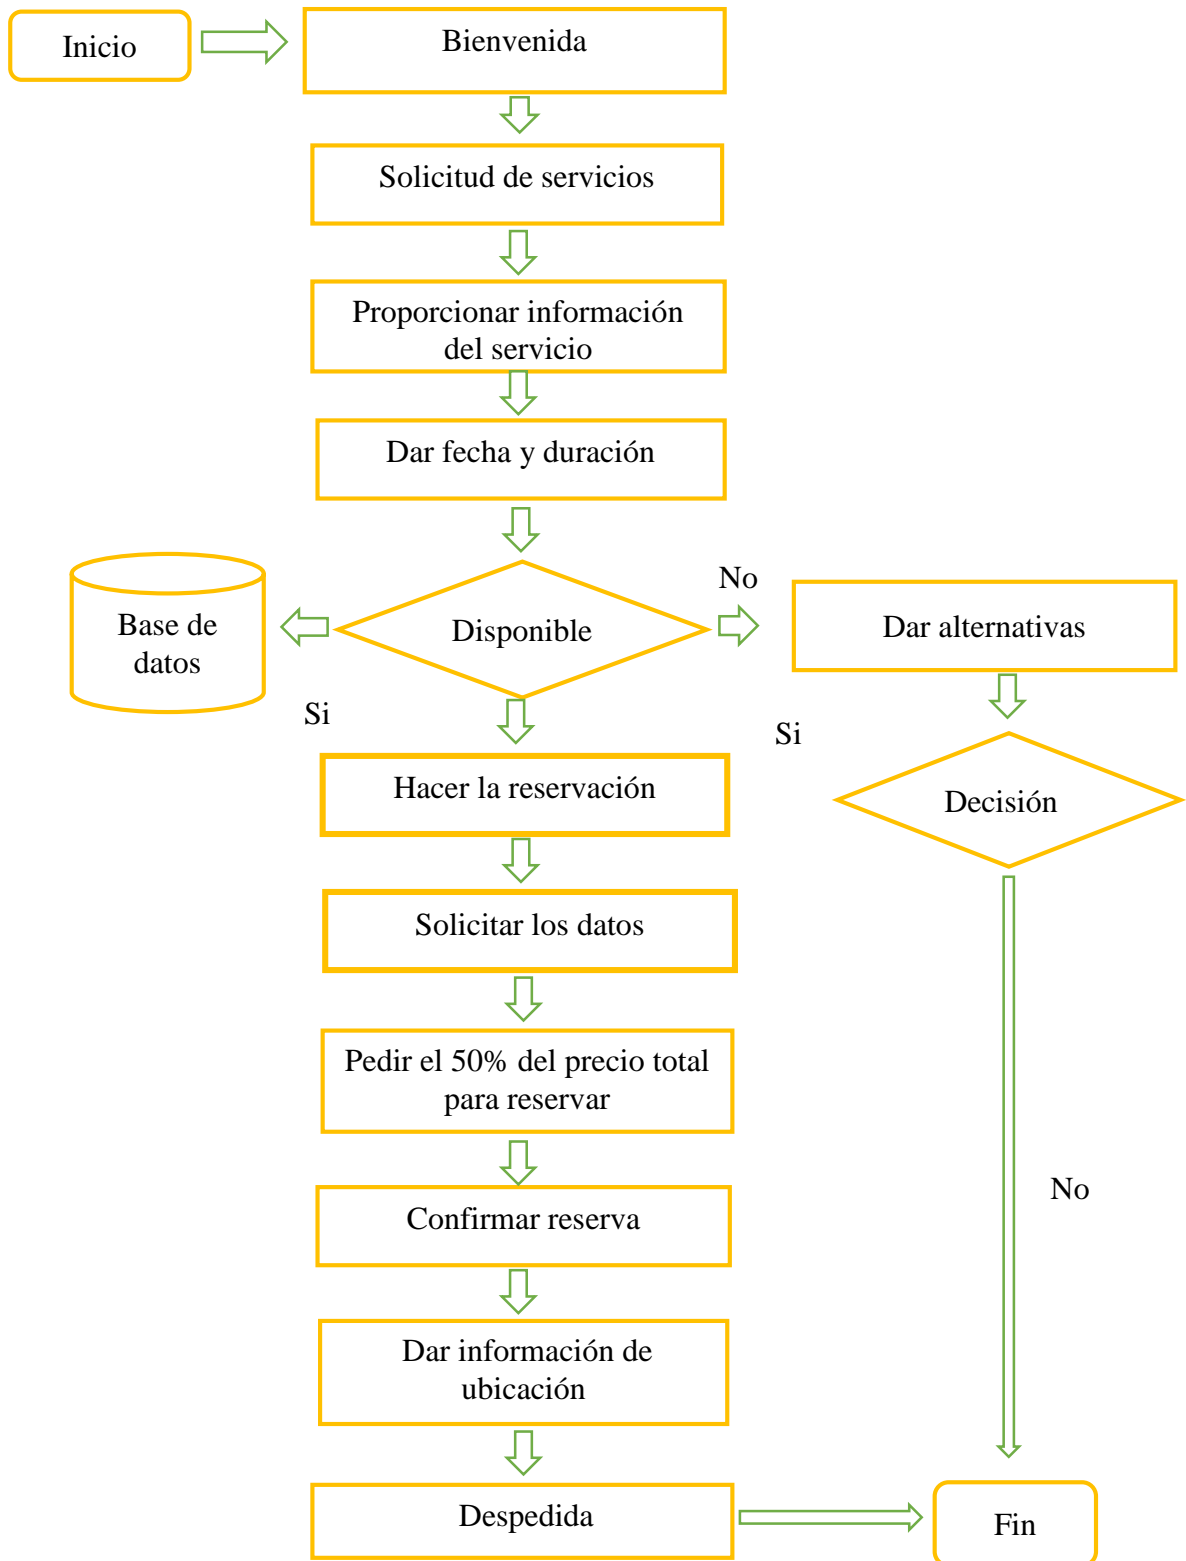 Inicio
Bienvenida
Solicitud de servicios
Proporcionar información
del servicio
Dar fecha y duración
No
Base de
datos
Disponible
Dar alternativas
Si
Si
Hacer la reservación
Decisión
Solicitar los datos
Pedir el 50% del precio total
para reservar
No
Confirmar reserva
Dar información de
ubicación
Despedida
Fin